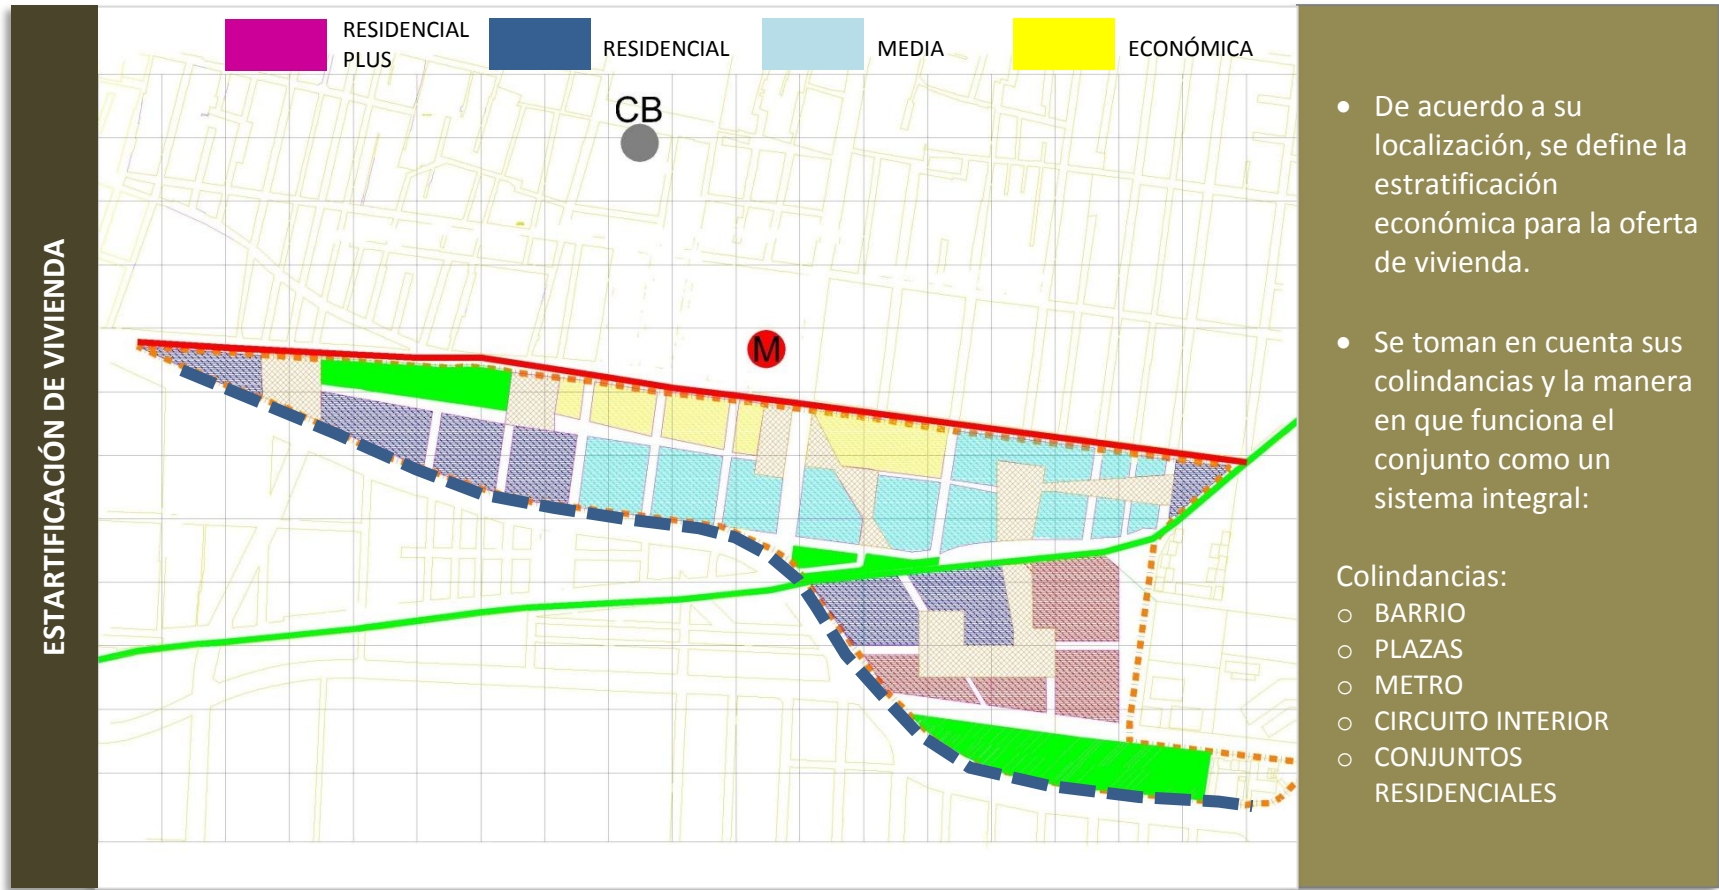 ESTARTIFICACIÓN DE VIVIENDA
RESIDENCIAL
PLUS
RESIDENCIAL
MEDIA
ECONÓMICA
CB
M
• De acuerdo a su
localización, se define la
estratificación
económica para la oferta
de vivienda.
• Se toman en cuenta sus
colindancias y la manera
en que funciona el
conjunto como un
sistema integral:
Colindancias:
o BARRIO
o PLAZAS
o METRO
o CIRCUITO INTERIOR
o CONJUNTOS
RESIDENCIALES